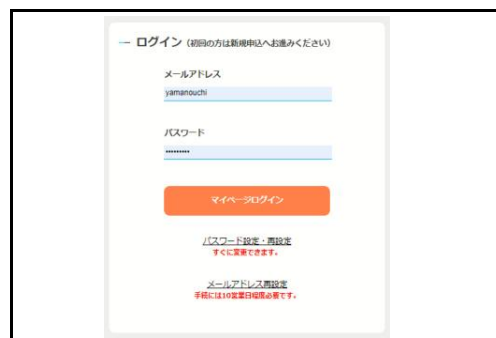 ログイン（初回の方は新規申込へお進みください）
メールアドレス
yamanouchi
パスワード
•••••••••
マイページログイン
パスワード設定・再設定
すぐに変更できます。
メールアドレス再設定
手続には10営業日程度必要です。